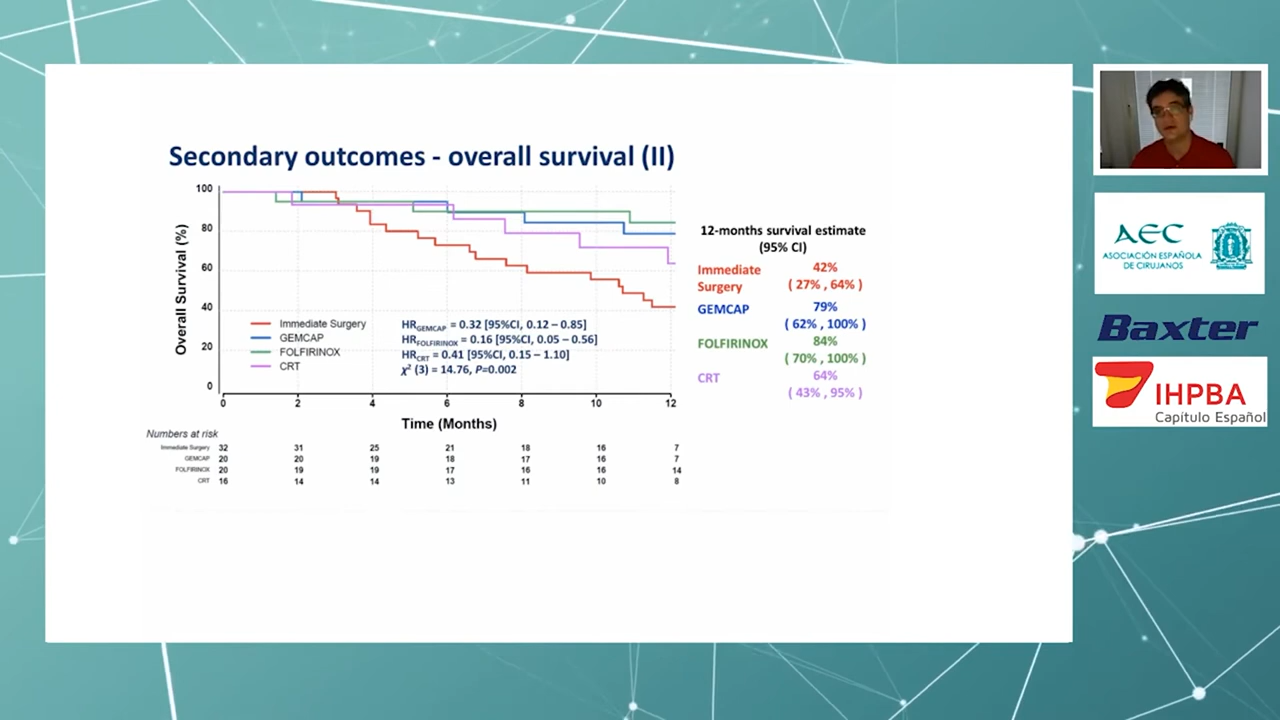 Secondary outcomes - overall survival (II)
100
80
60
40
20
0
Overall Survival (%)
Immediate Surgery
GEMCAP
FOLFIRINOX
CRT
HRGEMCAP = 0.32 [95%CI, 0.12 – 0.85]
HRFOLFIRINOX = 0.16 [95%CI, 0.05 – 0.56]
HRCRT = 0.41 [95%CI, 0.15 – 1.10]
χ² (3) = 14.76, P=0.002
0 2 4 6 8 10 12
Time (Months)
Numbers at risk
Immediate Surgery 32 31 25 21 18 16 7
GEMCAP 20 20 19 18 17 16 7
FOLFIRINOX 20 19 19 17 16 16 14
CRT 16 14 14 13 11 10 8
12-months survival estimate
(95% CI)
Immediate 42%
Surgery ( 27% , 64% )
GEMCAP 79%
( 62% , 100% )
FOLFIRINOX 84%
( 70% , 100% )
CRT 64%
( 43% , 95% )
AEC
ASOCIACIÓN ESPAÑOLA
DE CIRUJANOS
Baxter
IHPBA
Capítulo Español